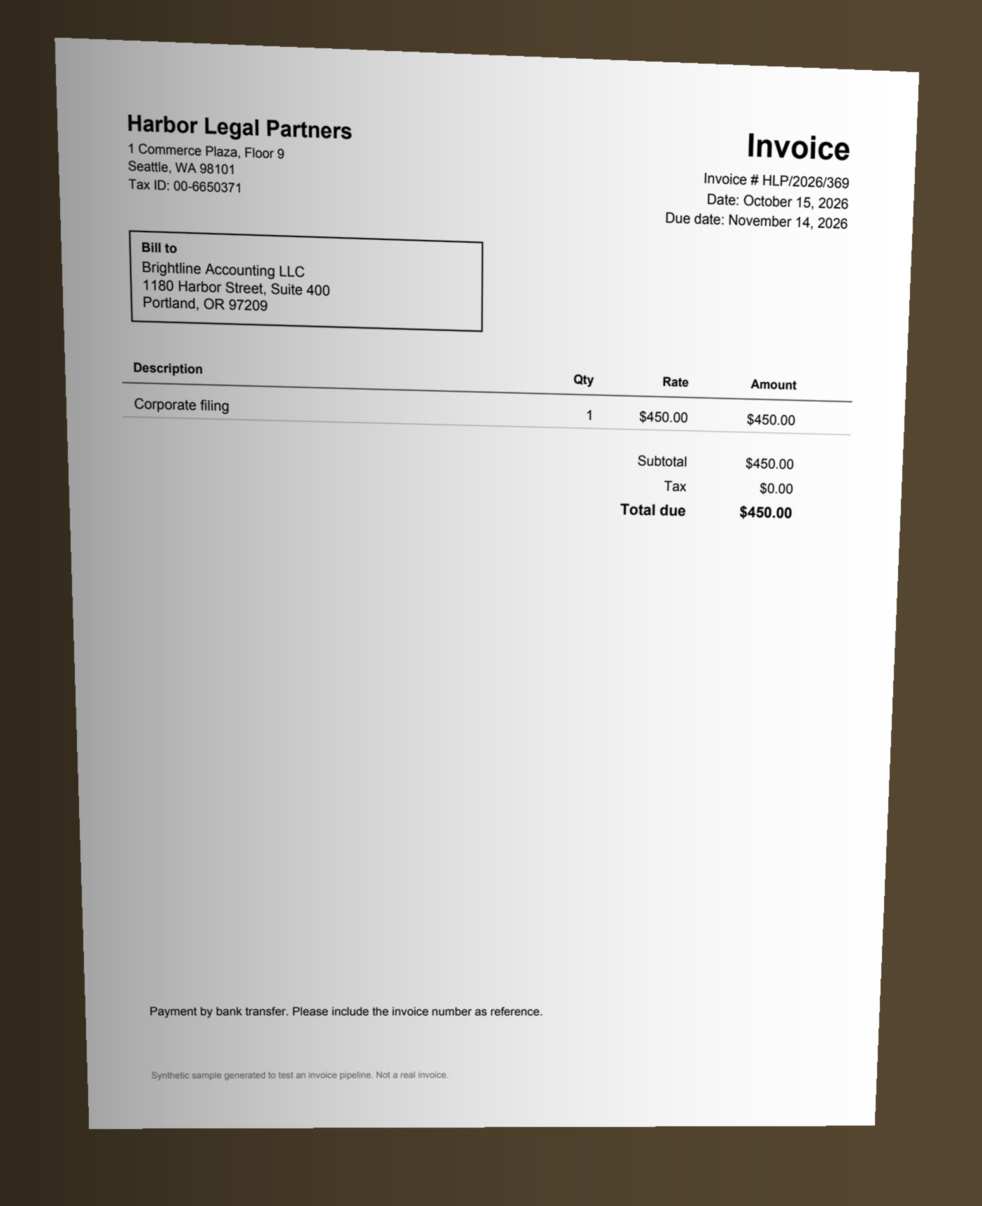 Harbor Legal Partners
1 Commerce Plaza, Floor 9
Seattle, WA 98101
Tax ID: 00-6650371
Invoice
Invoice # HLP/2026/369
Date: October 15, 2026
Due date: November 14, 2026
Bill to
Brightline Accounting LLC
1180 Harbor Street, Suite 400
Portland, OR 97209
Description Qty Rate Amount
Corporate filing 1 $450.00 $450.00
Subtotal $450.00
Tax $0.00
Total due $450.00
Payment by bank transfer. Please include the invoice number as reference.
Synthetic sample generated to test an invoice pipeline. Not a real invoice.